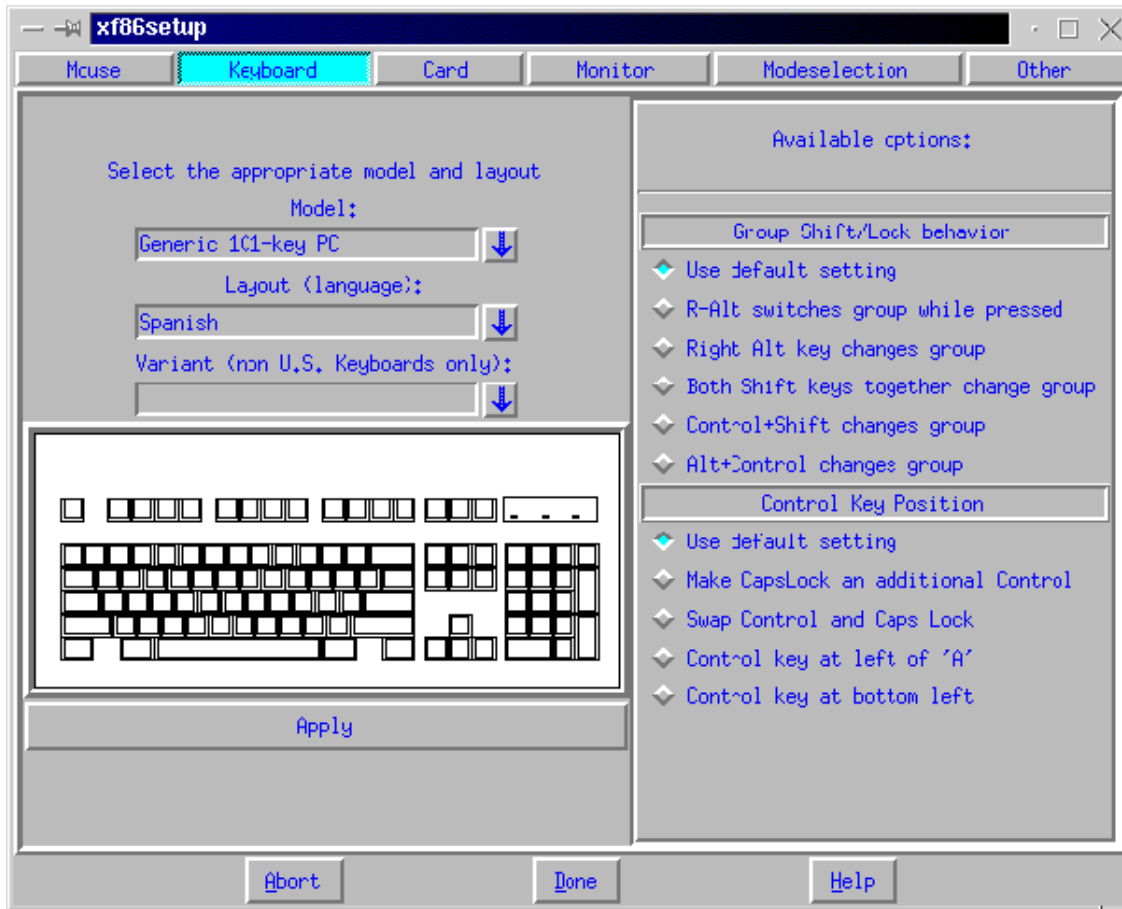 xf86setup
Mouse Keyboard Card Monitor Modeselection Other
Select the appropriate model and layout
Model:
Generic 101-key PC
Layout (language):
Spanish
Variant (non U.S. Keyboards only):
Apply
Available options:
Group Shift/Lock behavior
Use default setting
R-Alt switches group while pressed
Right Alt key changes group
Both Shift keys together change group
Control+Shift changes group
Alt+Control changes group
Control Key Position
Use default setting
Make CapsLock an additional Control
Swap Control and Caps Lock
Control key at left of 'A'
Control key at bottom left
Abort Done Help